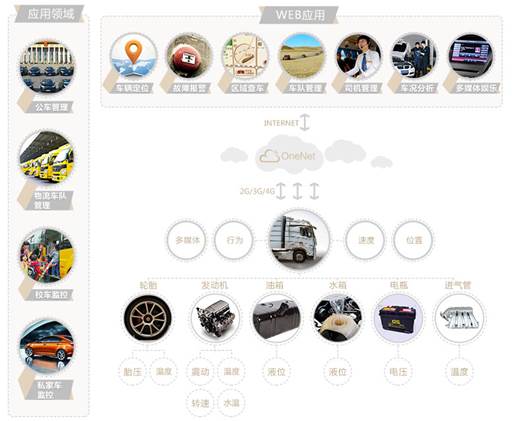 应用领域
公车管理
物流车队
管理
校车监控
私家车
监控
WEB应用
车辆定位
故障报警
区域查车
车队管理
司机管理
车况分析
多媒体娱乐
INTERNET
OneNet
2G/3G/4G
多媒体
行为
速度
位置
轮胎
发动机
油箱
水箱
电瓶
进气管
胎压
温度
震动
温度
液位
液位
电压
温度
转速
水温